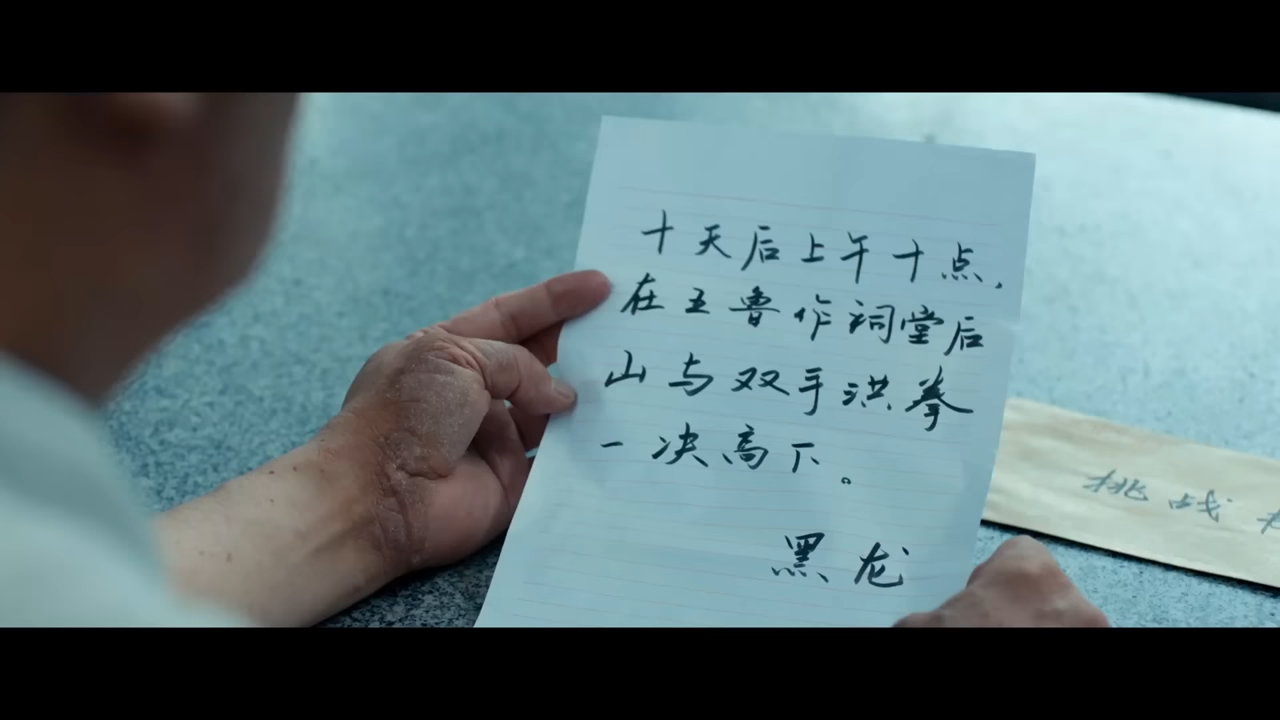 十天后上午十点,
在五鲁作祠堂后
山与双手洪拳
一决高下。
黑龙
挑战